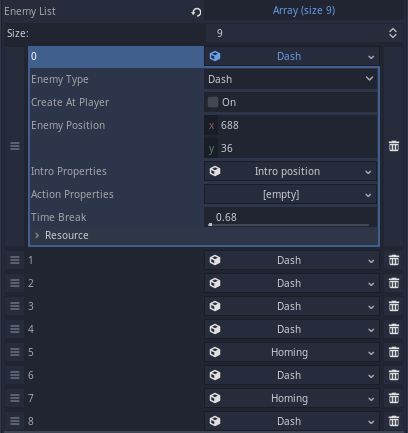 Enemy List Array (size 9)
Size: 9
0 Dash
Enemy Type Dash
Create At Player On
Enemy Position x 688
y 36
Intro Properties Intro position
Action Properties [empty]
Time Break 0.68
Resource
1 Dash
2 Dash
3 Dash
4 Dash
5 Homing
6 Dash
7 Homing
8 Dash